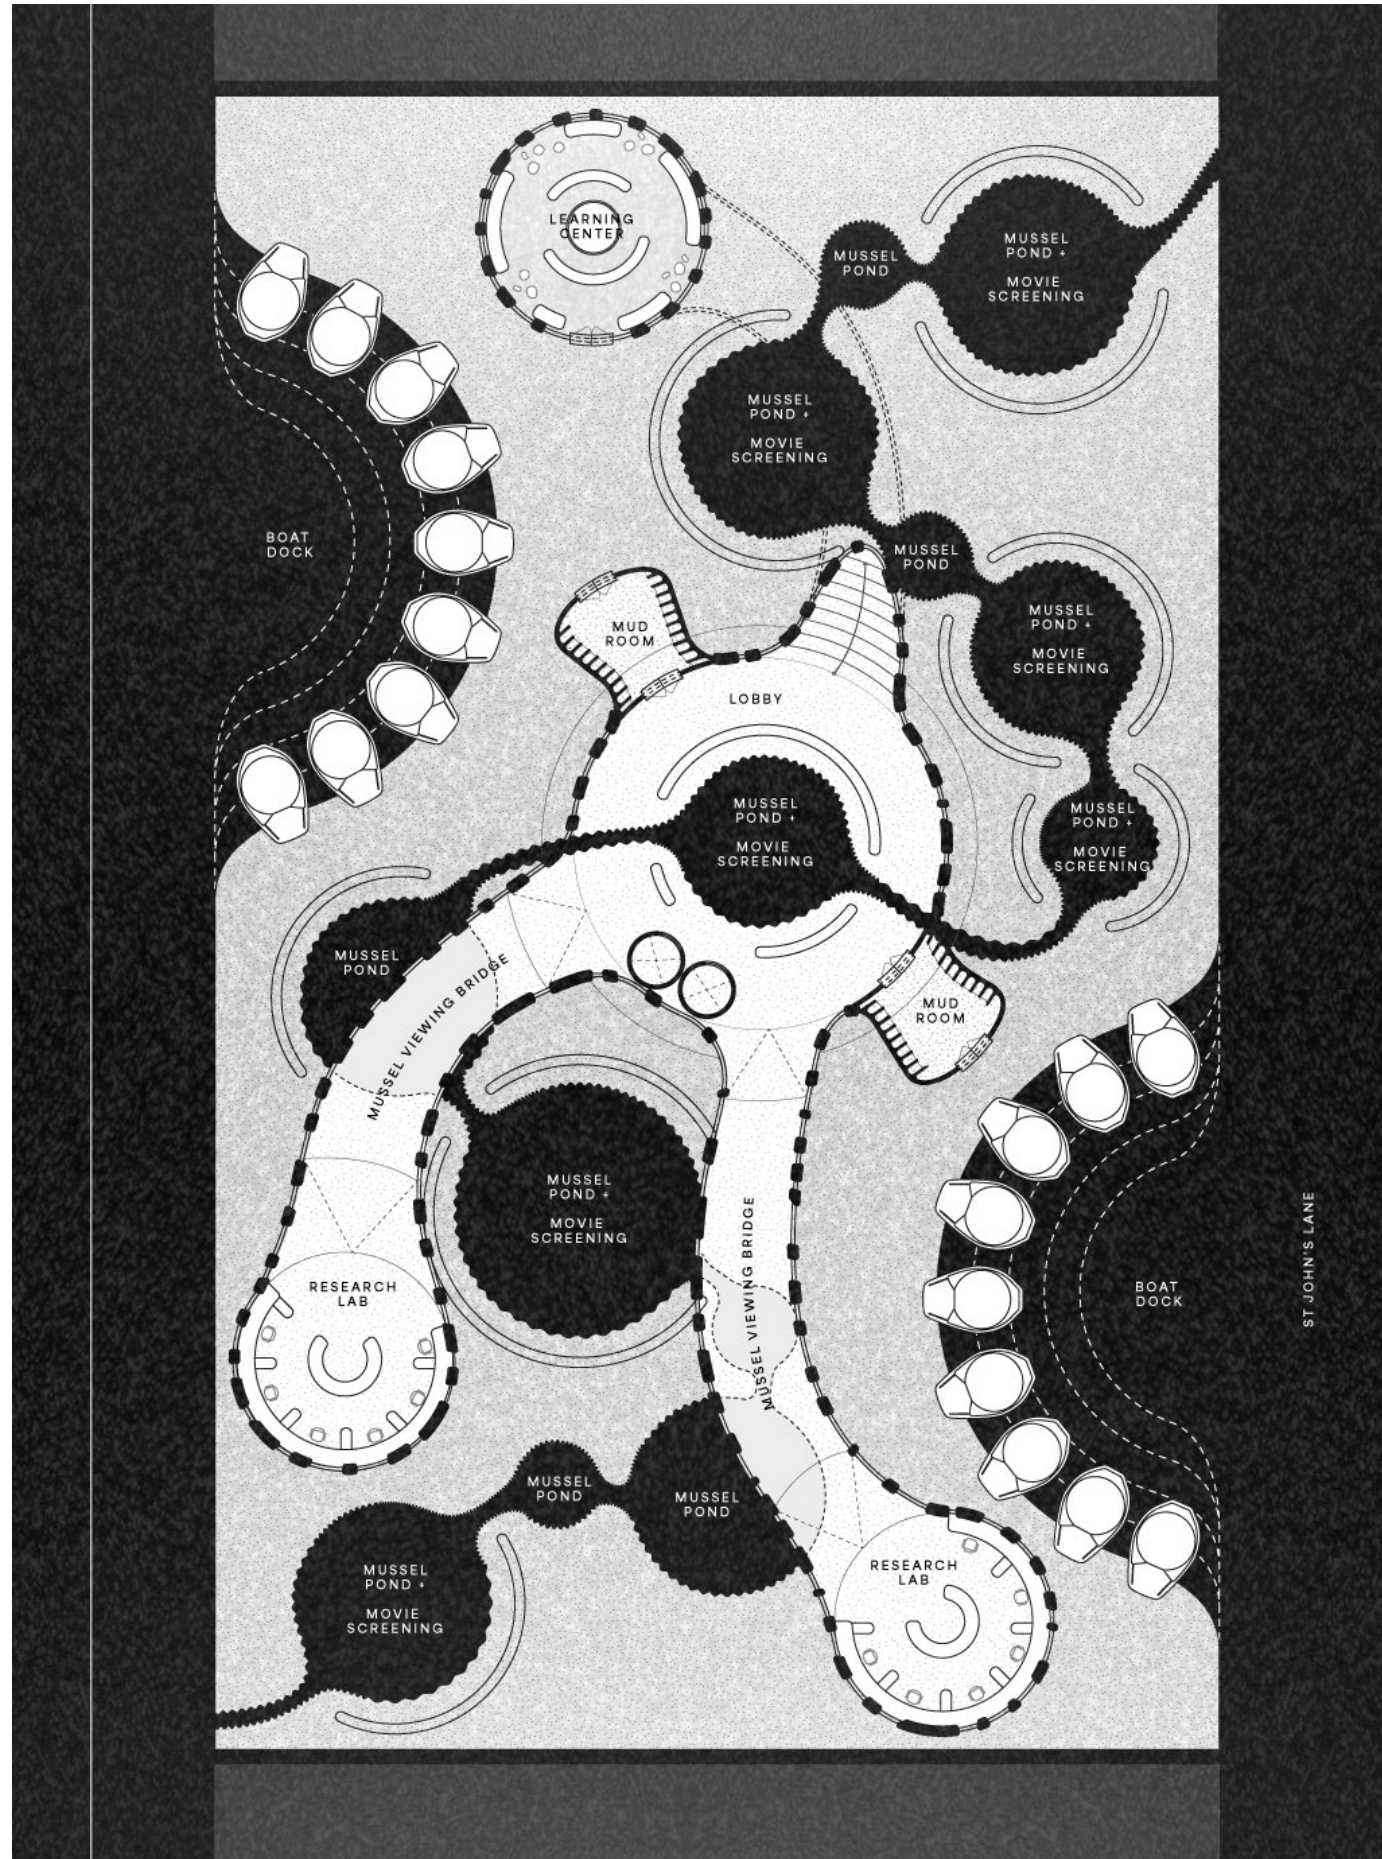 LEARNING
CENTER
MUSSEL
POND
MUSSEL
POND +
MOVIE
SCREENING
MUSSEL
POND +
MOVIE
SCREENING
BOAT
DOCK
MUSSEL
POND
MUD
ROOM
MUSSEL
POND +
MOVIE
SCREENING
LOBBY
MUSSEL
POND +
MOVIE
SCREENING
MUSSEL
POND +
MOVIE
SCREENING
MUSSEL
POND
MUSSEL VIEWING BRIDGE
MUD
ROOM
MUSSEL
POND +
MOVIE
SCREENING
MUSSEL VIEWING BRIDGE
RESEARCH
LAB
BOAT
DOCK
ST JOHN'S LANE
MUSSEL
POND
MUSSEL
POND
MUSSEL
POND +
MOVIE
SCREENING
RESEARCH
LAB